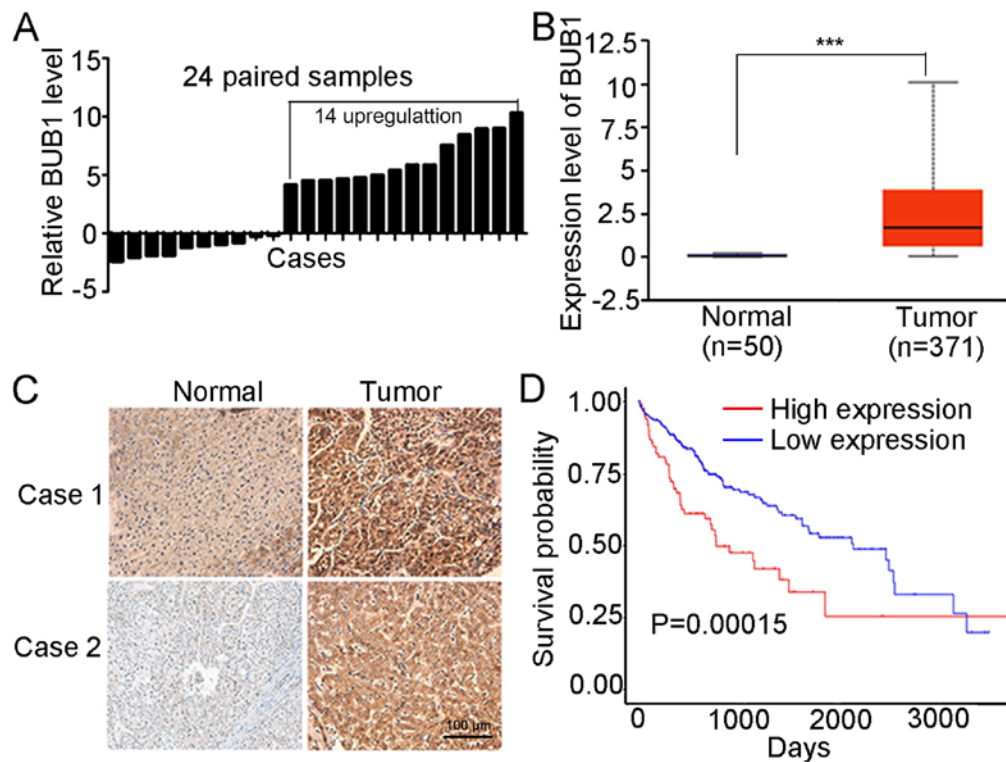 A
Relative BUB1 level
15
10
5
0
-5
24 paired samples
14 upregulattion
Cases
B
Expression level of BUB1
12.5
10
7.5
5
2.5
0
-2.5
***
Normal
(n=50)
Tumor
(n=371)
C
Normal
Tumor
Case 1
Case 2
100 μm
D
Survival probability
1.00
0.75
0.50
0.25
0.00
High expression
Low expression
P=0.00015
0
1000
2000
3000
Days